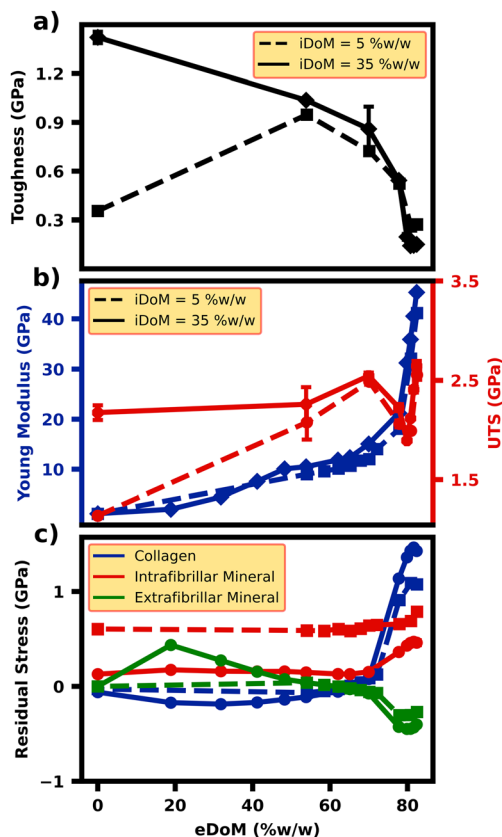 a)
iDoM = 5 %w/w
iDoM = 35 %w/w
1.2
0.9
0.6
0.3
Toughness (GPa)
b)
iDoM = 5 %w/w
iDoM = 35 %w/w
40
30
20
10
Young Modulus (GPa)
3.5
2.5
1.5
UTS (GPa)
c)
Collagen
Intrafibrillar Mineral
Extrafibrillar Mineral
1
0
−1
Residual Stress (GPa)
0 20 40 60 80
eDoM (%w/w)